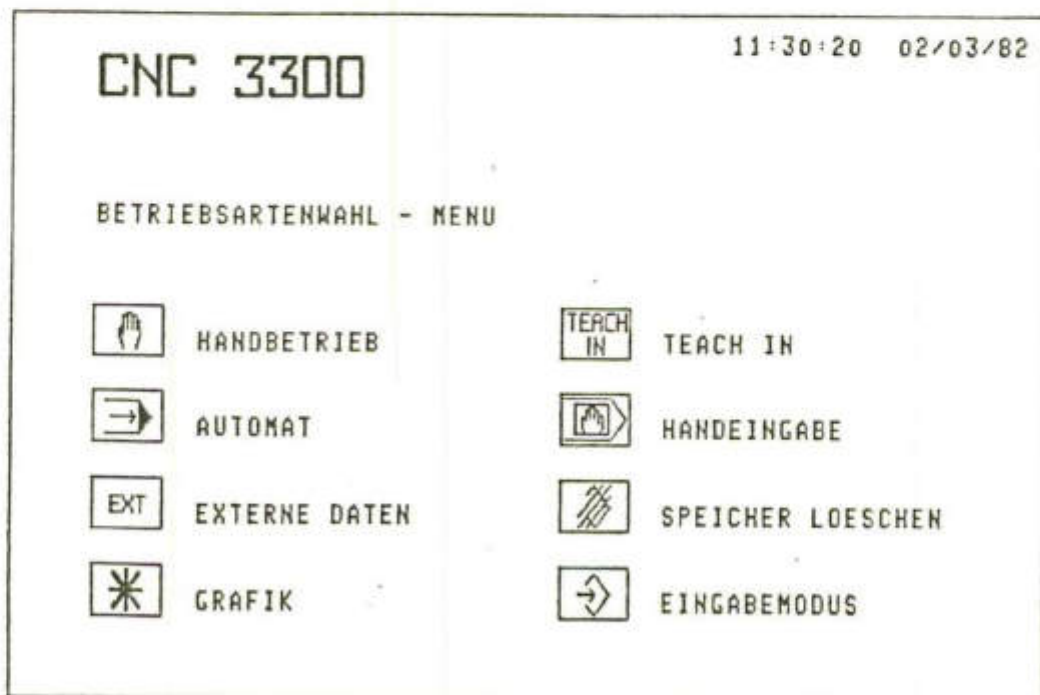 11:30:20 02/03/82
CNC 3300
BETRIEBSARTENWAHL - MENU
HANDBETRIEB
TEACH IN
TEACH IN
AUTOMAT
HANDEINGABE
EXT
EXTERNE DATEN
SPEICHER LOESCHEN
GRAFIK
EINGABEMODUS